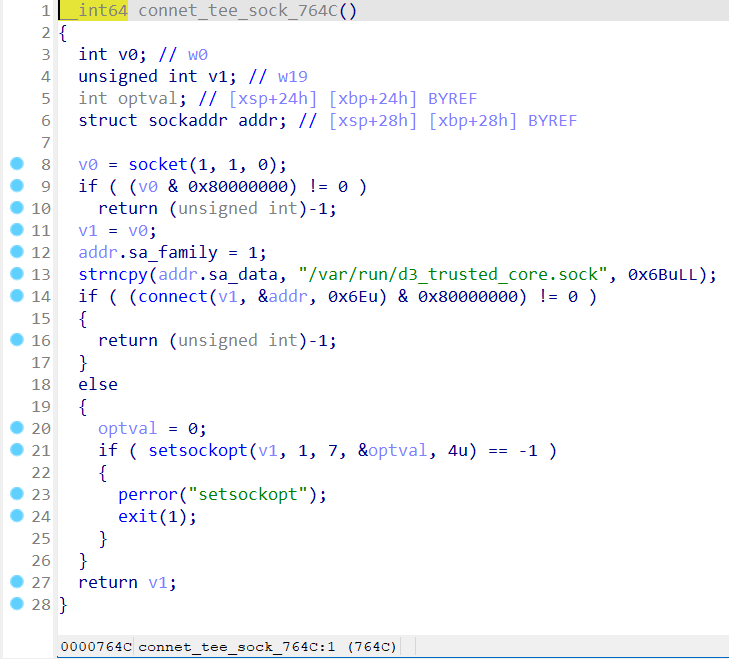 1 __int64 connet_tee_sock_764C()
2 {
3 int v0; // w0
4 unsigned int v1; // w19
5 int optval; // [xsp+24h] [xbp+24h] BYREF
6 struct sockaddr addr; // [xsp+28h] [xbp+28h] BYREF
7
8 v0 = socket(1, 1, 0);
9 if ( (v0 & 0x80000000) != 0 )
10 return (unsigned int)-1;
11 v1 = v0;
12 addr.sa_family = 1;
13 strncpy(addr.sa_data, "/var/run/d3_trusted_core.sock", 0x6BuLL);
14 if ( (connect(v1, &addr, 0x6Eu) & 0x80000000) != 0 )
15 {
16 return (unsigned int)-1;
17 }
18 else
19 {
20 optval = 0;
21 if ( setsockopt(v1, 1, 7, &optval, 4u) == -1 )
22 {
23 perror("setsockopt");
24 exit(1);
25 }
26 }
27 return v1;
28 }
0000764C connet_tee_sock_764C:1 (764C)